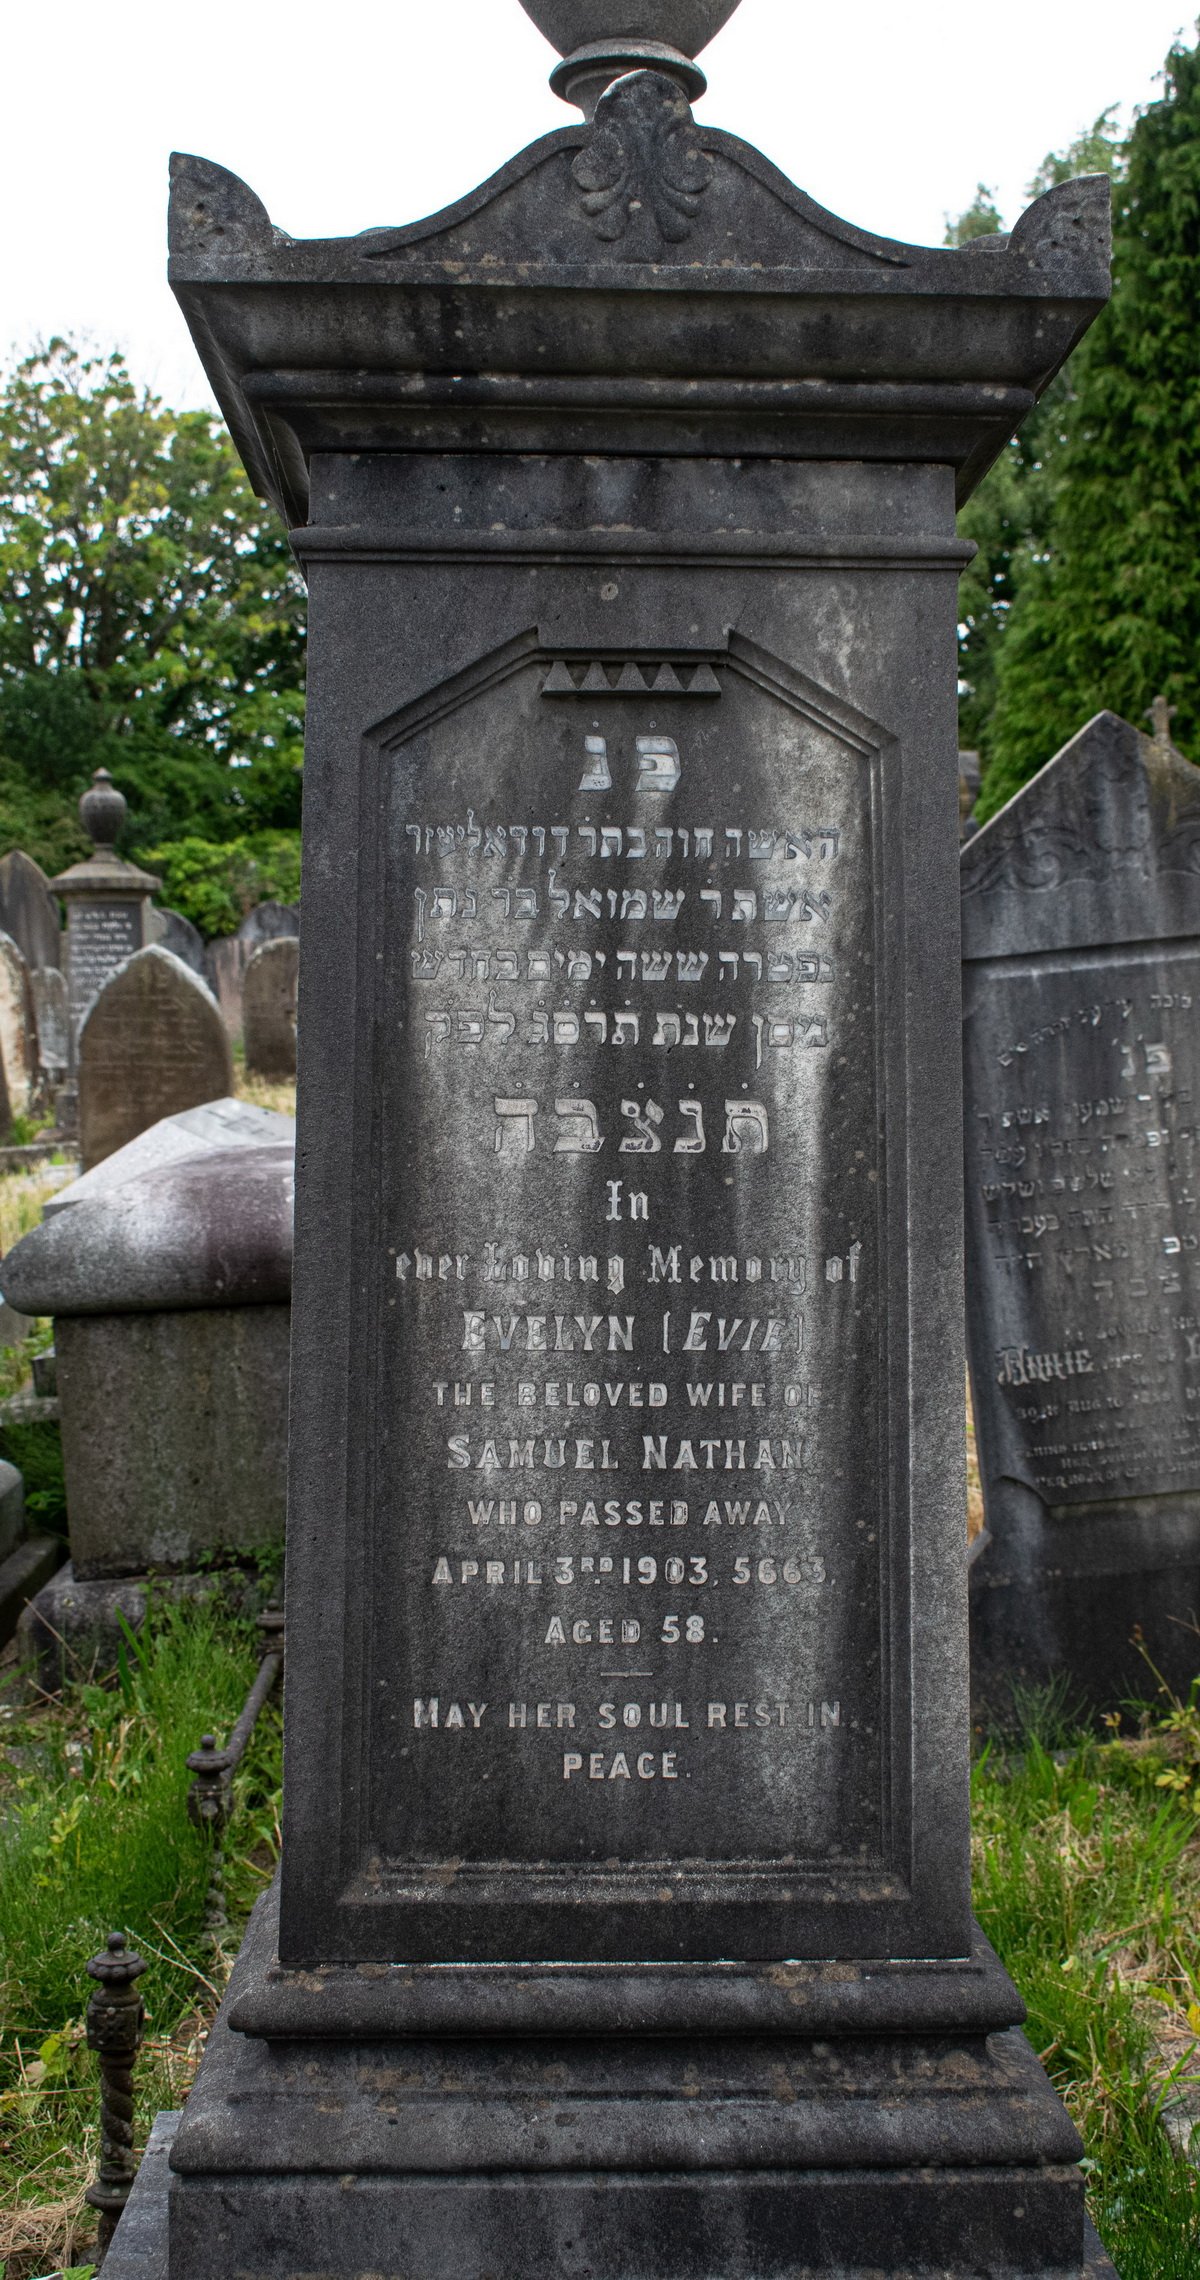 פ נ
האשה חוה בת ר דוד אליעזר
אשת ר שמואל בר נתן
נפטרה ששה ימים בחדש
ניסן שנת תרסג לפק
תנצבה
In
ever Loving Memory of
EVELYN (EVIE)
THE BELOVED WIFE OF
SAMUEL NATHAN,
WHO PASSED AWAY
APRIL 3RD 1903, 5663,
AGED 58.
MAY HER SOUL REST IN
PEACE.
פ נ
ANNIE